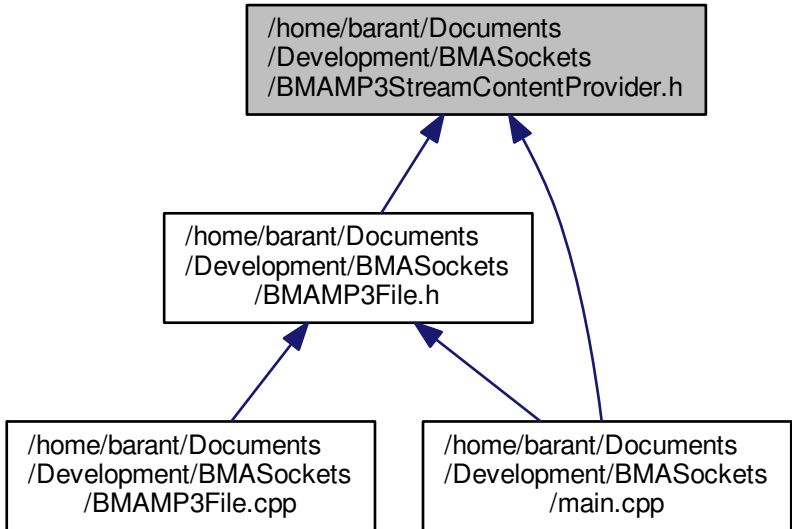 /home/barant/Documents
/Development/BMASockets
/BMAMP3StreamContentProvider.h
/home/barant/Documents
/Development/BMASockets
/BMAMP3File.h
/home/barant/Documents
/Development/BMASockets
/BMAMP3File.cpp
/home/barant/Documents
/Development/BMASockets
/main.cpp